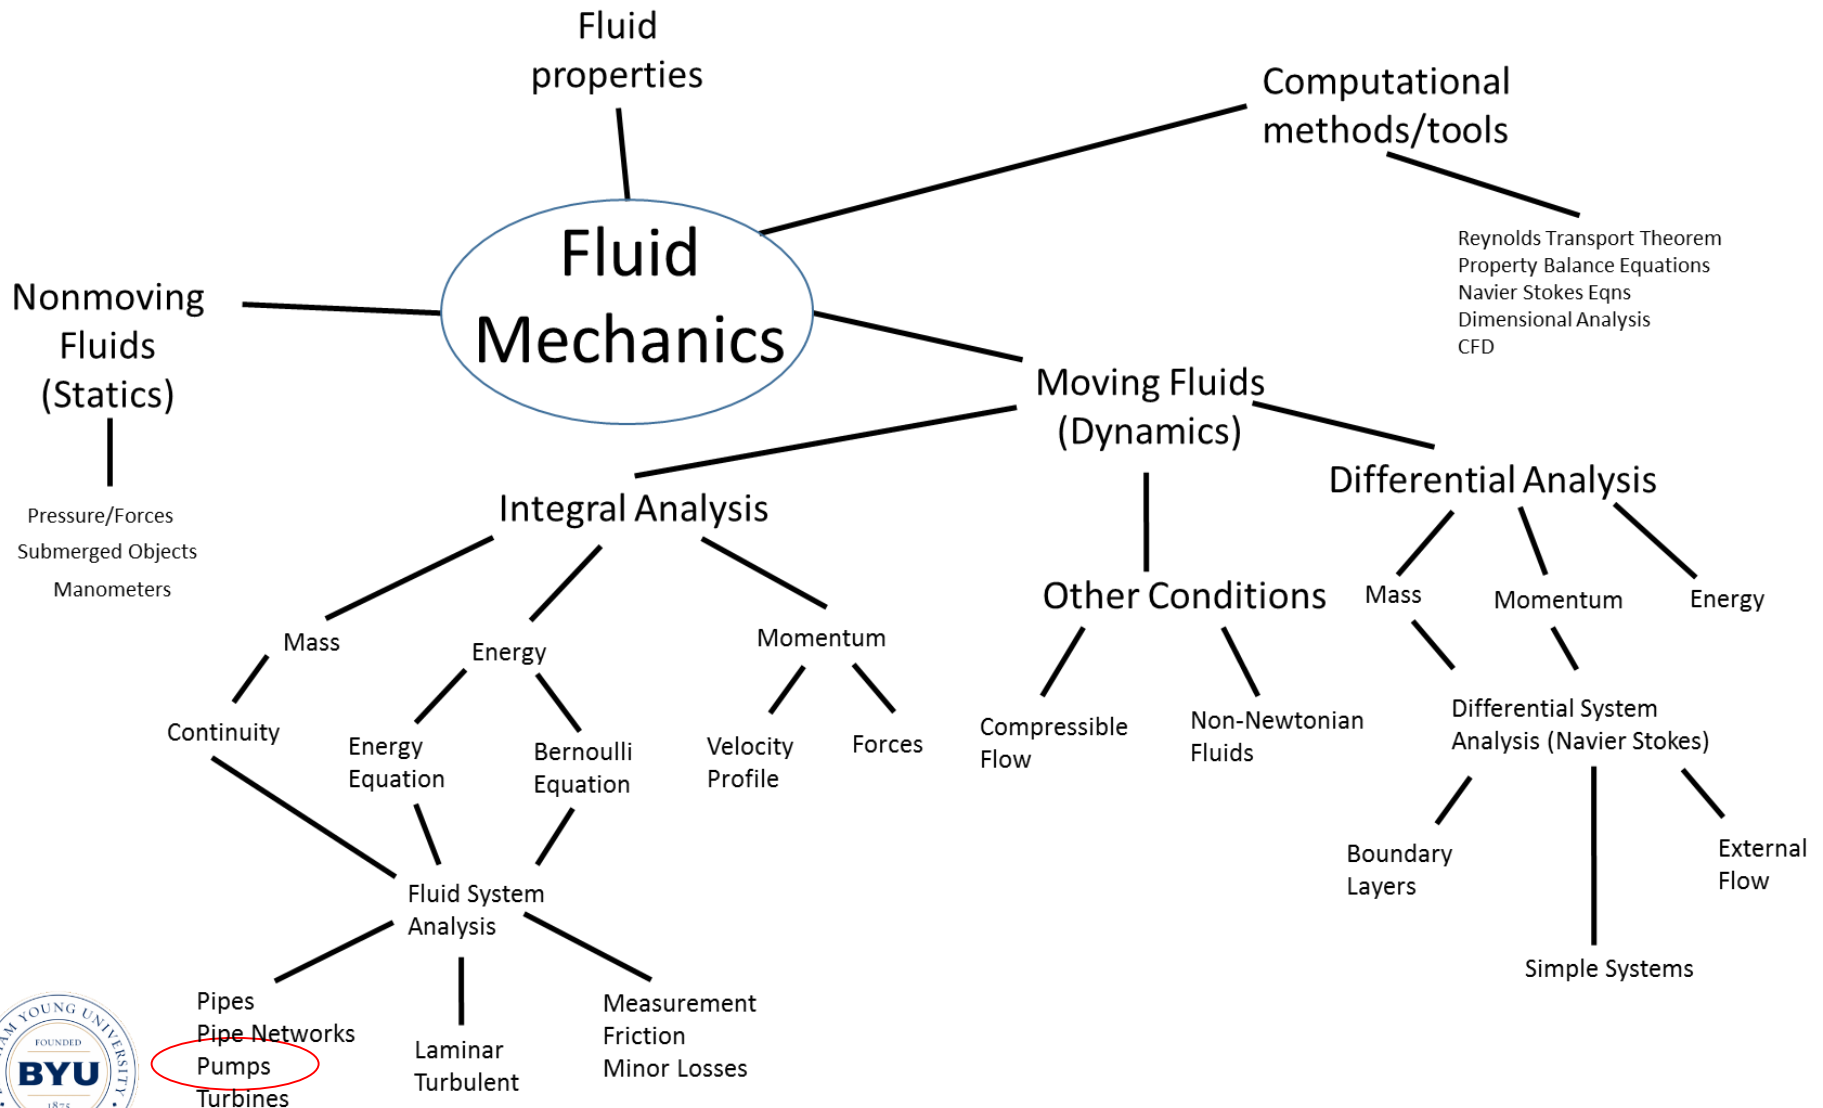 Fluid
properties
Computational
methods/tools
Reynolds Transport Theorem
Property Balance Equations
Navier Stokes Eqns
Dimensional Analysis
CFD
Fluid
Mechanics
Nonmoving
Fluids
(Statics)
Pressure/Forces
Submerged Objects
Manometers
Moving Fluids
(Dynamics)
Integral Analysis
Differential Analysis
Other Conditions
Mass
Momentum
Energy
Mass
Energy
Momentum
Continuity
Energy
Equation
Bernoulli
Equation
Velocity
Profile
Forces
Compressible
Flow
Non-Newtonian
Fluids
Differential System
Analysis (Navier Stokes)
Boundary
Layers
External
Flow
Simple Systems
Fluid System
Analysis
Pipes
Pipe Networks
Pumps
Turbines
Laminar
Turbulent
Measurement
Friction
Minor Losses
YOUNG UNIVERSITY
FOUNDED
BYU
1875